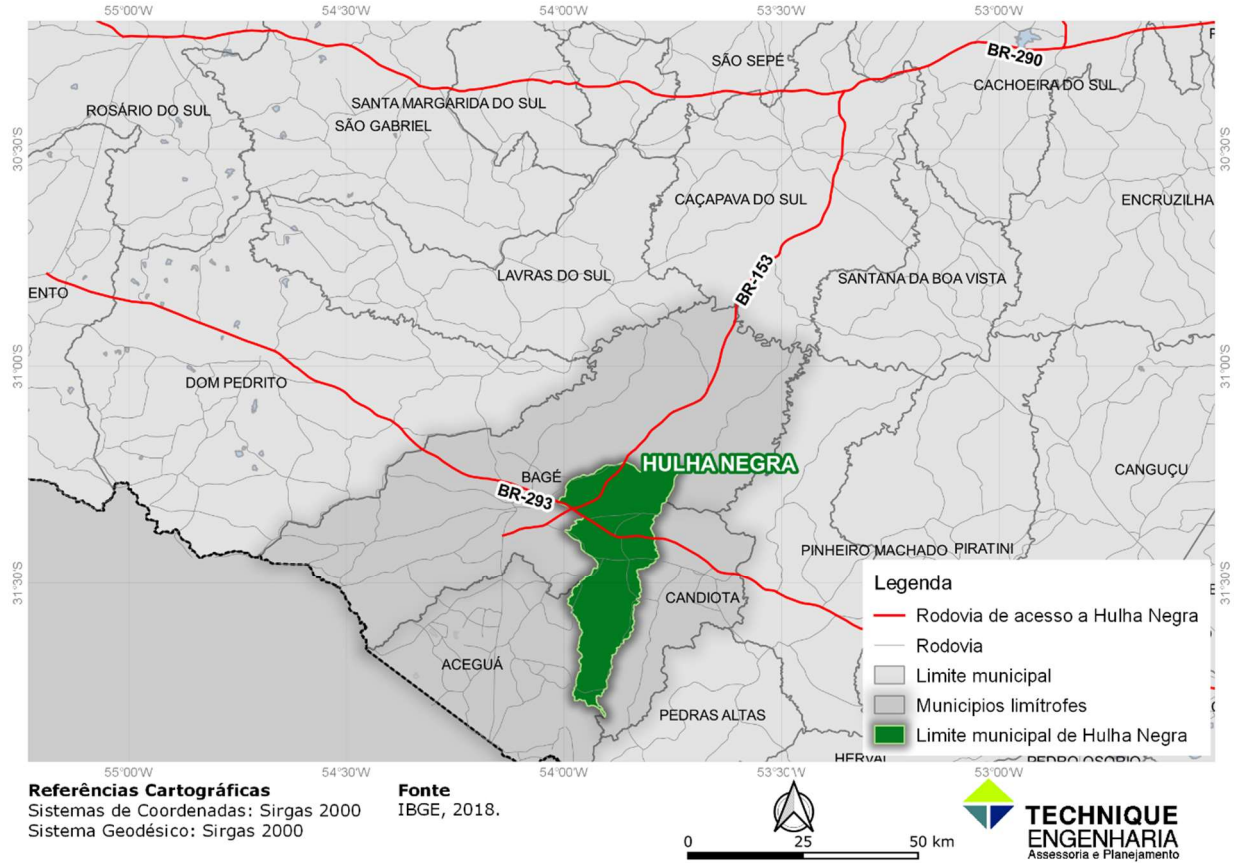 55°00'W 54°30'W 54°00'W 53°30'W 53°00'W
BR-290
SÃO SEPÉ
CACHOEIRA DO SUL
ROSÁRIO DO SUL
SANTA MARGARIDA DO SUL
SÃO GABRIEL
30°30'S 30°30'S
CAÇAPAVA DO SUL
ENCRUZILHA
LAVRAS DO SUL
BR-153
SANTANA DA BOA VISTA
ENTO
31°00'S 31°00'S
DOM PEDRITO
HULHA NEGRA
CANGUÇU
BAGÉ
BR-293
PINHEIRO MACHADO
PIRATINI
31°30'S 31°30'S
CANDIOTA
ACEGUÁ
PEDRAS ALTAS
HERVAL
PEDRO OSÓRIO
Legenda
Rodovia de acesso a Hulha Negra
Rodovia
Limite municipal
Municipios limítrofes
Limite municipal de Hulha Negra
55°00'W 54°30'W 54°00'W 53°30'W 53°00'W
Referências Cartográficas
Sistemas de Coordenadas: Sirgas 2000
Sistema Geodésico: Sirgas 2000
Fonte
IBGE, 2018.
0 25 50 km
TECHNIQUE
ENGENHARIA
Assessoria e Planejamento